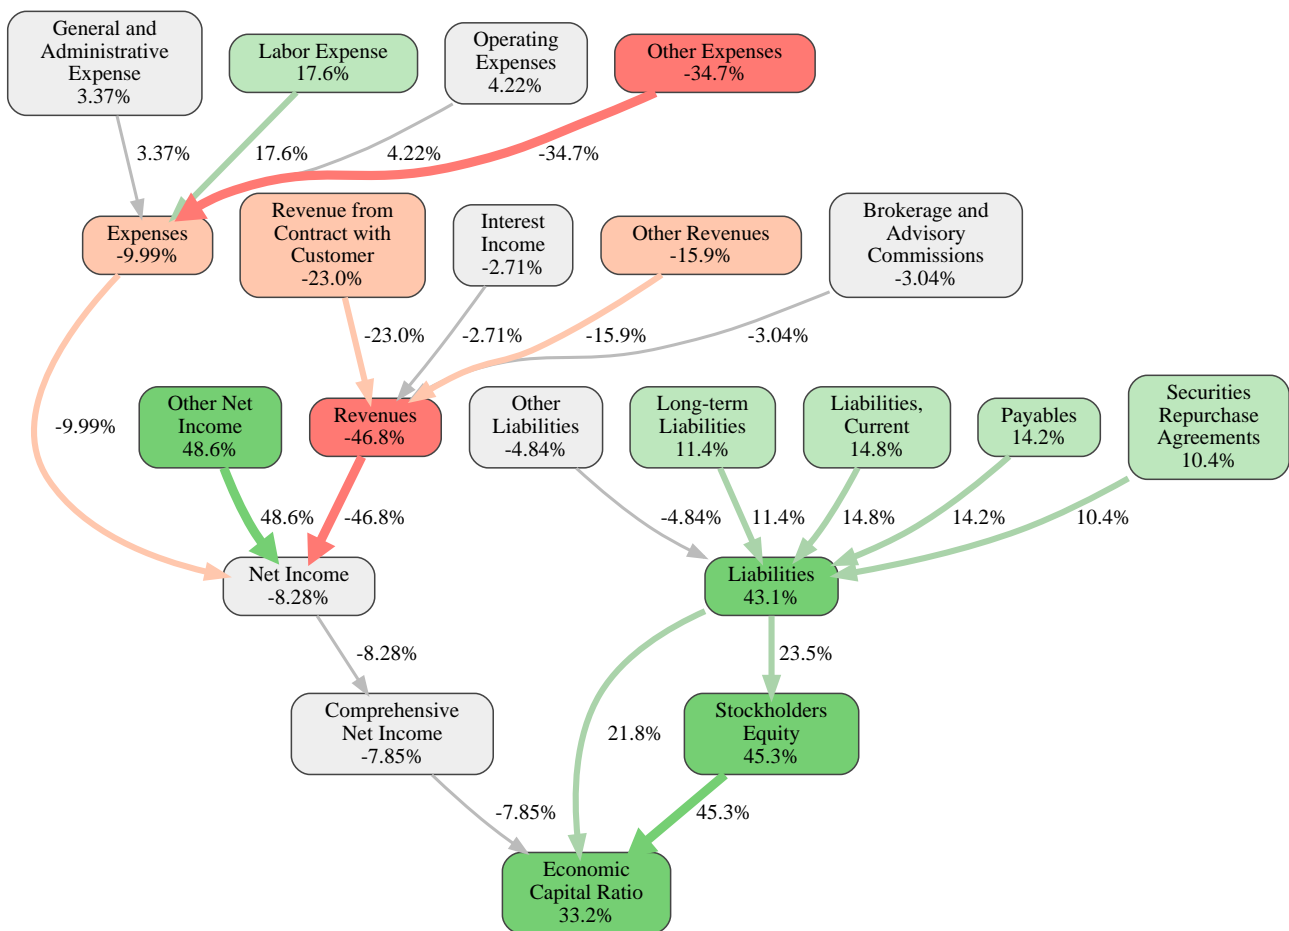 General and
Administrative
Expense
3.37%
Labor Expense
17.6%
Operating
Expenses
4.22%
Other Expenses
-34.7%
3.37%
17.6%
4.22%
-34.7%
Expenses
-9.99%
Revenue from
Contract with
Customer
-23.0%
Interest
Income
-2.71%
Other Revenues
-15.9%
Brokerage and
Advisory
Commissions
-3.04%
-23.0%
-2.71%
-15.9%
-3.04%
-9.99%
Other Net
Income
48.6%
Revenues
-46.8%
Other
Liabilities
-4.84%
Long-term
Liabilities
11.4%
Liabilities,
Current
14.8%
Payables
14.2%
Securities
Repurchase
Agreements
10.4%
48.6%
-46.8%
-4.84%
11.4%
14.8%
14.2%
10.4%
Net Income
-8.28%
Liabilities
43.1%
-8.28%
23.5%
Comprehensive
Net Income
-7.85%
21.8%
Stockholders
Equity
45.3%
-7.85%
45.3%
Economic
Capital Ratio
33.2%